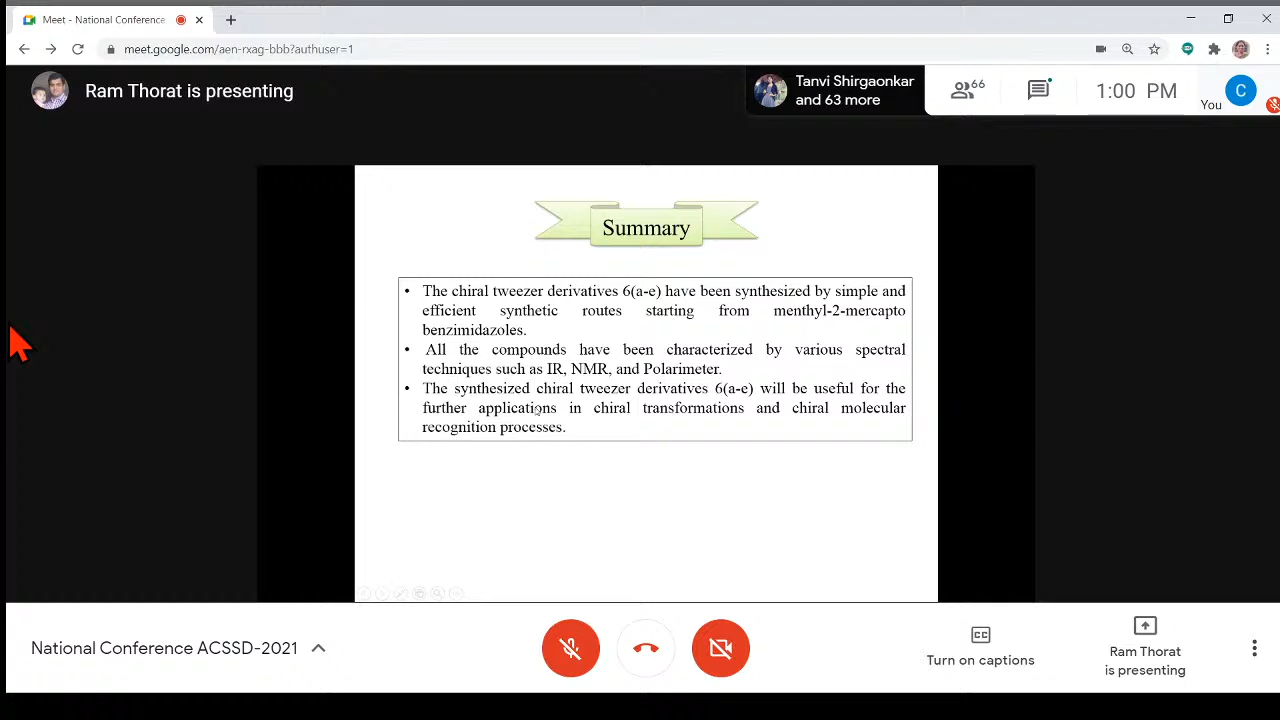 Meet - National Conference
meet.google.com/aen-rxag-bbb?authuser=1
Ram Thorat is presenting
Tanvi Shirgaonkar
and 63 more
66
1:00 PM
You
C
Summary
• The chiral tweezer derivatives 6(a-e) have been synthesized by simple and
efficient synthetic routes starting from menthyl-2-mercapto
benzimidazoles.
• All the compounds have been characterized by various spectral
techniques such as IR, NMR, and Polarimeter.
• The synthesized chiral tweezer derivatives 6(a-e) will be useful for the
further applications in chiral transformations and chiral molecular
recognition processes.
National Conference ACSSD-2021
CC
Turn on captions
Ram Thorat
is presenting